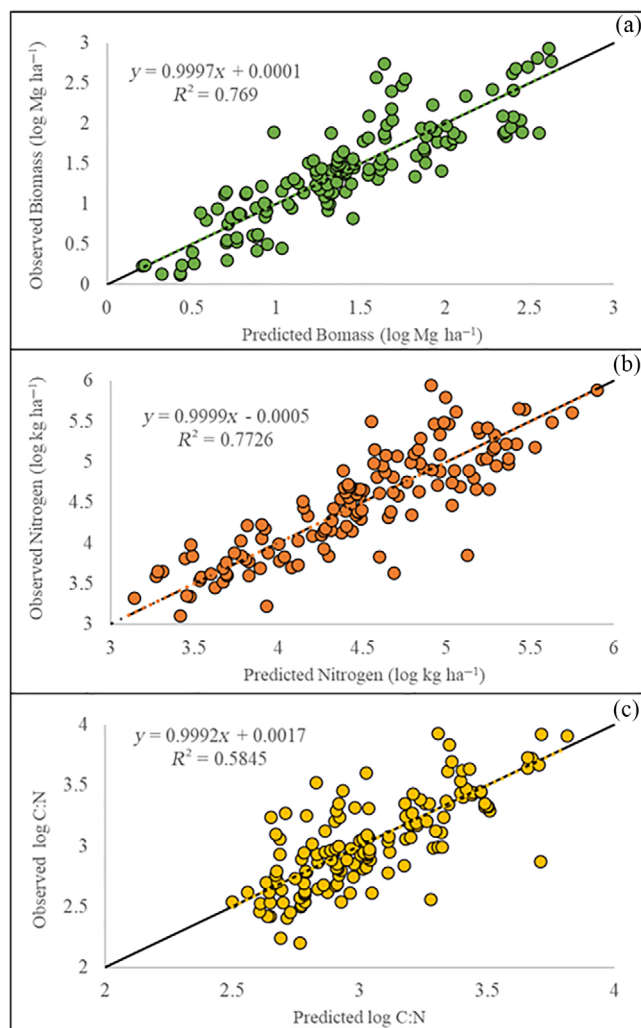 (a)
3
y = 0.9997x + 0.0001
R² = 0.769
2.5
2
1.5
1
0.5
0
Observed Biomass (log Mg ha⁻¹)
0 0.5 1 1.5 2 2.5 3
Predicted Bomass (log Mg ha⁻¹)
(b)
6
y = 0.9999x - 0.0005
R² = 0.7726
5.5
5
4.5
4
3.5
3
Observed Nitrogen (log kg ha⁻¹)
3 3.5 4 4.5 5 5.5 6
Predicted Nitrogen (log kg ha⁻¹)
(c)
4
y = 0.9992x + 0.0017
R² = 0.5845
3.5
3
2.5
2
Observed log C:N
2 2.5 3 3.5 4
Predicted log C:N